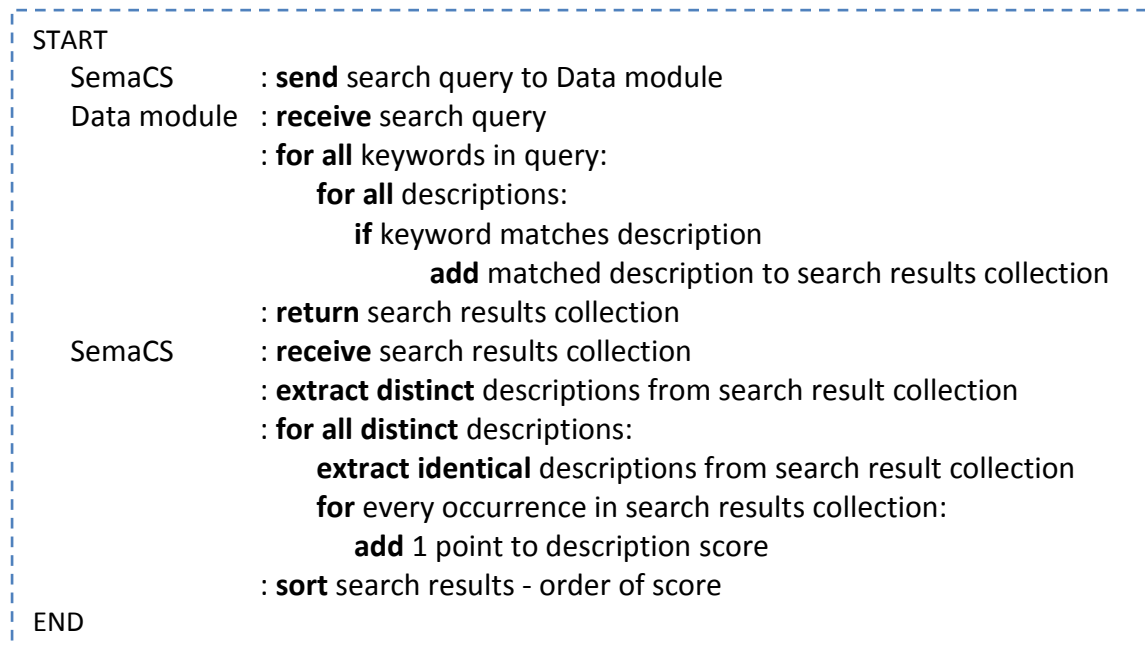 START
SemaCS : send search query to Data module
Data module : receive search query
: for all keywords in query:
for all descriptions:
if keyword matches description
add matched description to search results collection
: return search results collection
SemaCS : receive search results collection
: extract distinct descriptions from search result collection
: for all distinct descriptions:
extract identical descriptions from search result collection
for every occurrence in search results collection:
add 1 point to description score
: sort search results - order of score
END